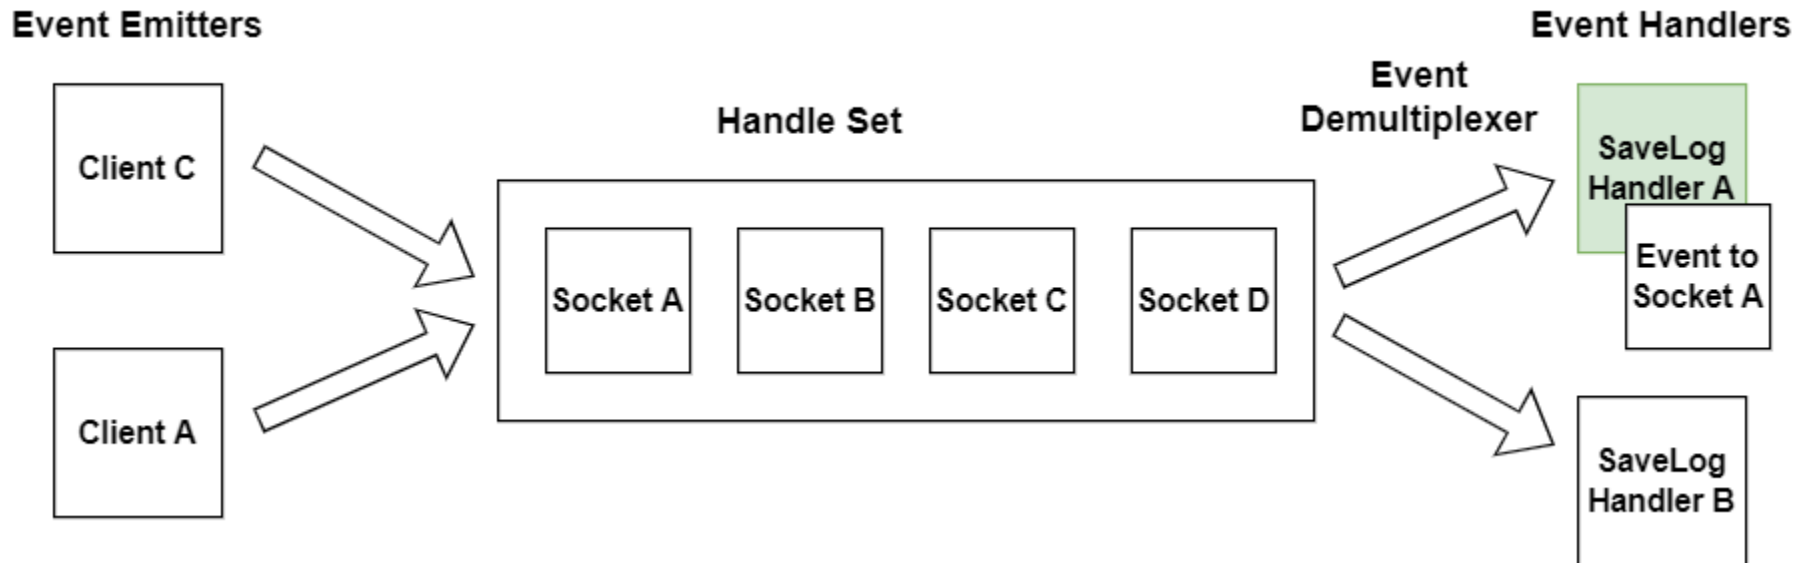 Event Emitters
Client C
Client A
Handle Set
Socket A
Socket B
Socket C
Socket D
Event
Demultiplexer
Event Handlers
SaveLog
Handler A
Event to
Socket A
SaveLog
Handler B